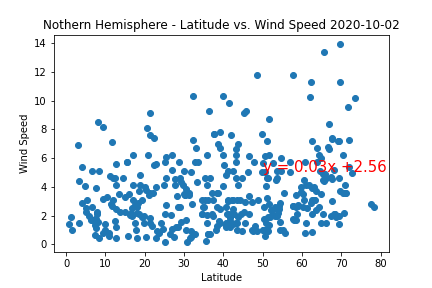 Nothern Hemisphere - Latitude vs. Wind Speed 2020-10-02
14
12
10
8
6
4
2
0
Wind Speed
y = 0.03x +2.56
0 10 20 30 40 50 60 70 80
Latitude